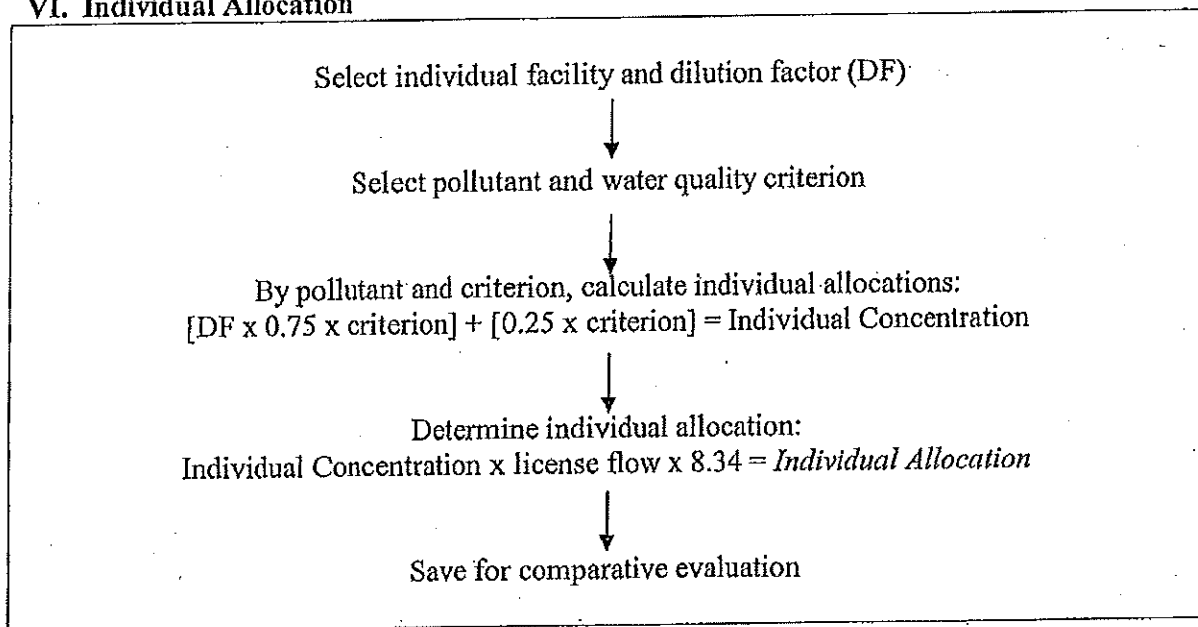 VI. Individual Allocation
Select individual facility and dilution factor (DF)
Select pollutant and water quality criterion
By pollutant and criterion, calculate individual allocations:
[DF x 0.75 x criterion] + [0.25 x criterion] = Individual Concentration
Determine individual allocation:
Individual Concentration x license flow x 8.34 = Individual Allocation
Save for comparative evaluation